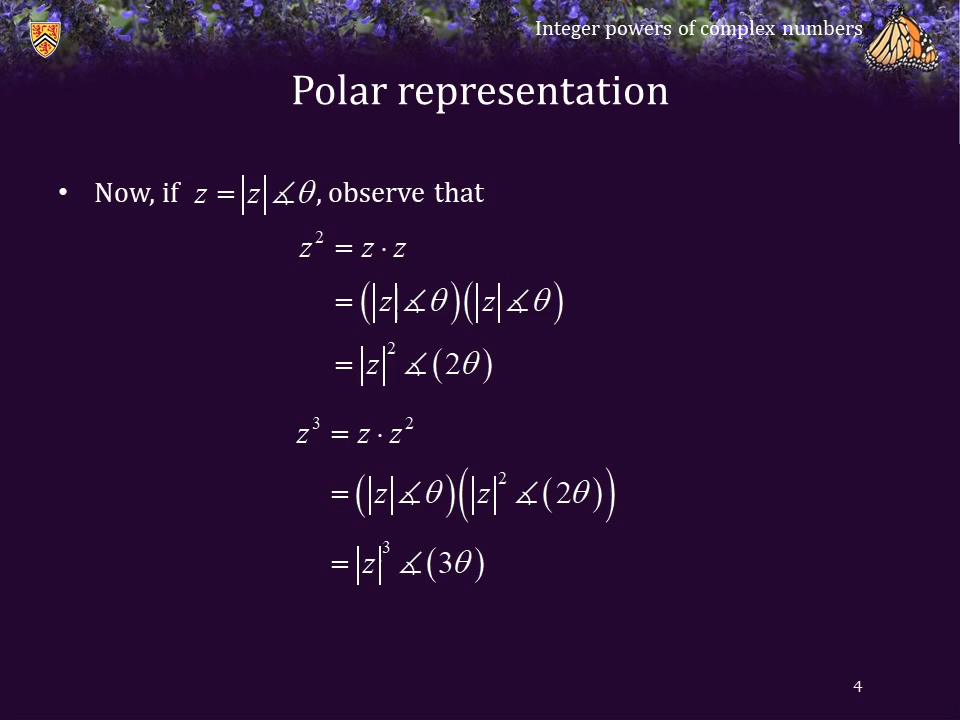 Integer powers of complex numbers
Polar representation
• Now, if z = |z|∡θ, observe that
z² = z · z
= (|z|∡θ)(|z|∡θ)
= |z|² ∡(2θ)
z³ = z · z²
= (|z|∡θ)(|z|² ∡(2θ))
= |z|³ ∡(3θ)
4